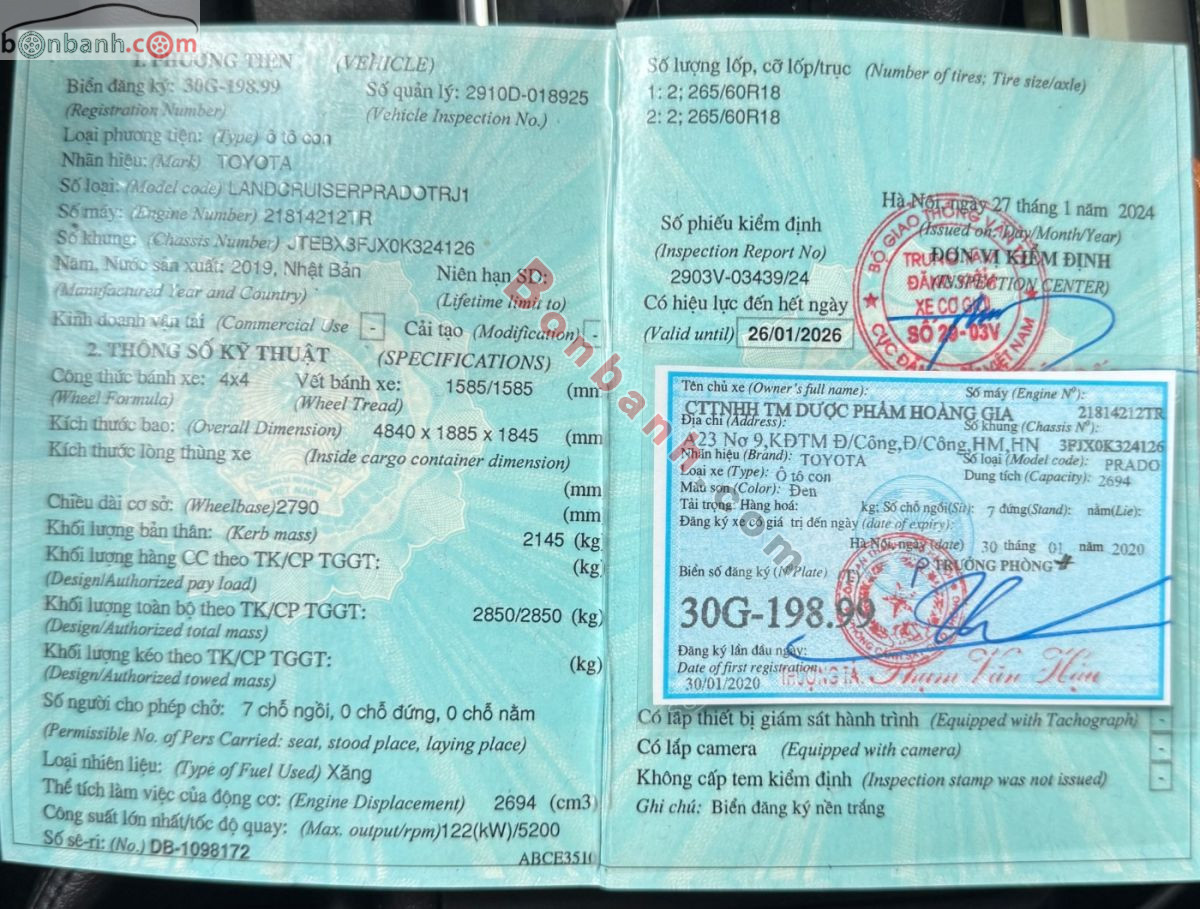 bonbanh.com
1. PHƯƠNG TIỆN (VEHICLE)
Biển đăng ký: 30G-198.99 Số quản lý: 2910D-018925
(Registration Number) (Vehicle Inspection No.)
Loại phương tiện: (Type) ô tô con
Nhãn hiệu: (Mark) TOYOTA
Số loại: (Model code) LANDCRUISERPRADOTRJ1
Số máy: (Engine Number) 21814212TR
Số khung: (Chassis Number) JTEBX3FJX0K324126
Năm, Nước sản xuất: 2019, Nhật Bản Niên hạn SD:
(Manufactured Year and Country) (Lifetime limit to)
Kinh doanh vận tải (Commercial Use - Cải tạo (Modification) -
2. THÔNG SỐ KỸ THUẬT (SPECIFICATIONS)
Công thức bánh xe: 4x4 Vết bánh xe: 1585/1585 (mm
(Wheel Formula) (Wheel Tread)
Kích thước bao: (Overall Dimension) 4840 x 1885 x 1845 (mm
Kích thước lòng thùng xe (Inside cargo container dimension)
(mm
Chiều dài cơ sở: (Wheelbase) 2790 (mm
Khối lượng bản thân: (Kerb mass) 2145 (kg
Khối lượng hàng CC theo TK/CP TGGT: (kg)
(Design/Authorized pay load)
Khối lượng toàn bộ theo TK/CP TGGT: 2850/2850 (kg)
(Design/Authorized total mass)
Khối lượng kéo theo TK/CP TGGT: (kg)
(Design/Authorized towed mass)
Số người cho phép chở: 7 chỗ ngồi, 0 chỗ đứng, 0 chỗ nằm
(Permissible No. of Pers Carried: seat, stood place, laying place)
Loại nhiên liệu: (Type of Fuel Used) Xăng
Thể tích làm việc của động cơ: (Engine Displacement) 2694 (cm3)
Công suất lớn nhất/tốc độ quay: (Max. output/rpm) 122(kW)/5200
Số sê-ri: (No.) DB-1098172 ABCE3510
Số lượng lốp, cỡ lốp/trục (Number of tires; Tire size/axle)
1: 2; 265/60R18
2: 2; 265/60R18
Hà Nội, ngày 27 tháng 1 năm 2024
Số phiếu kiểm định (Issued on: Day/Month/Year)
(Inspection Report No) ĐƠN VỊ KIỂM ĐỊNH
2903V-03439/24 (INSPECTION CENTER)
Có hiệu lực đến hết ngày
(Valid until) 26/01/2026
BỘ GIAO THÔNG VẬN TẢI
ĐĂNG
XE CƠ GIỚI
SỐ 29-03V
VIỆT NAM
Tên chủ xe (Owner's full name): Số máy (Engine Nº):
CTTNHH TM DƯỢC PHẨM HOÀNG GIA 21814212TR
Địa chỉ (Address): Số khung (Chassis Nº):
A23 Nơ 9,KĐTM Đ/Công,Đ/Công,HM,HN 3FJX0K324126
Nhãn hiệu (Brand): TOYOTA Số loại (Model code): PRADO
Loại xe (Type): Ô tô con Dung tích (Capacity): 2694
Màu sơn (Color): Đen
Tải trọng: Hàng hoá: kg; Số chỗ ngồi(Sit): 7 đứng(Stand): nằm(Lie):
Đăng ký xe có giá trị đến ngày (date of expiry):
Hà Nội, ngày (date) 30 tháng 01 năm 2020
Biển số đăng ký (N Plate) (T) P TRƯỞNG PHÒNG
30G-198.99
Đăng ký lần đầu ngày:
Date of first registration
30/01/2020 THƯỢNG TÁ: Phạm Văn Hậu
Có lắp thiết bị giám sát hành trình (Equipped with Tachograph) -
Có lắp camera (Equipped with camera) -
Không cấp tem kiểm định (Inspection stamp was not issued) -
Ghi chú: Biển đăng ký nền trắng
Bonbanh.com